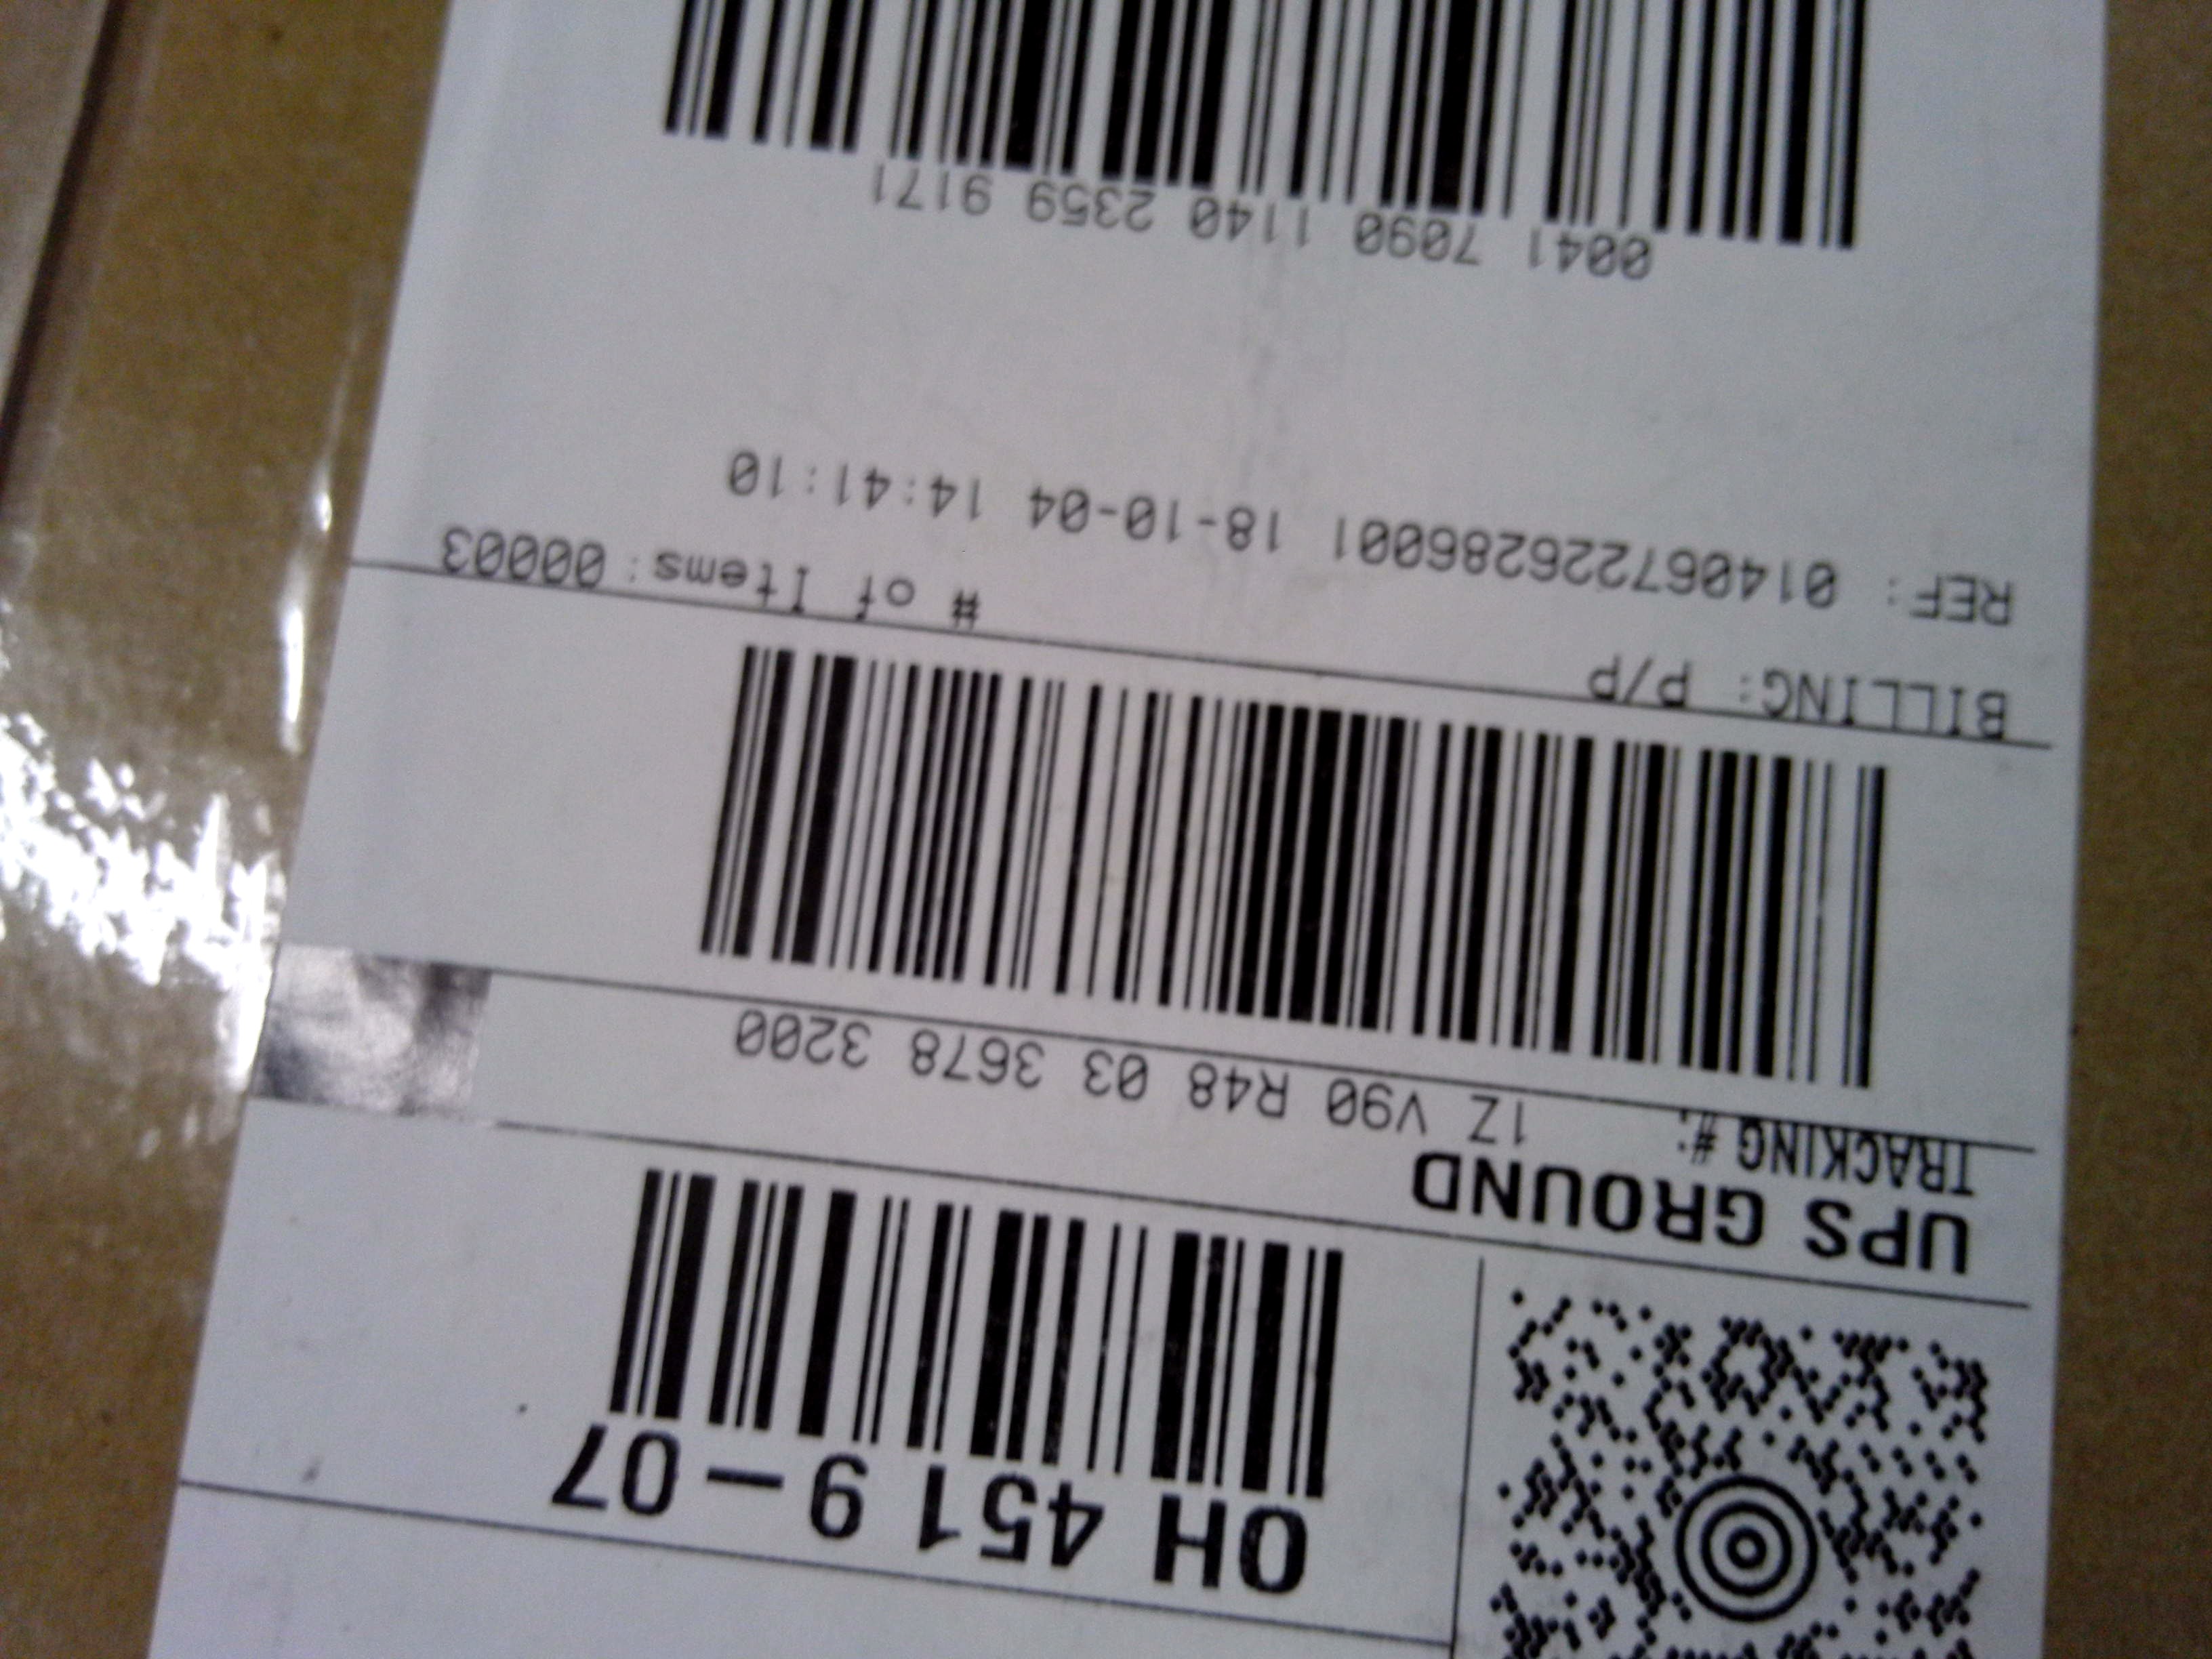 OH 451 9-07
UPS GROUND
TRACKING #: 1Z V90 R48 03 3678 3200
BILLING: P/P
# of Items: 00003
REF: 014067226286001 18-10-04 14:41:10
0041 7090 1140 2359 9171